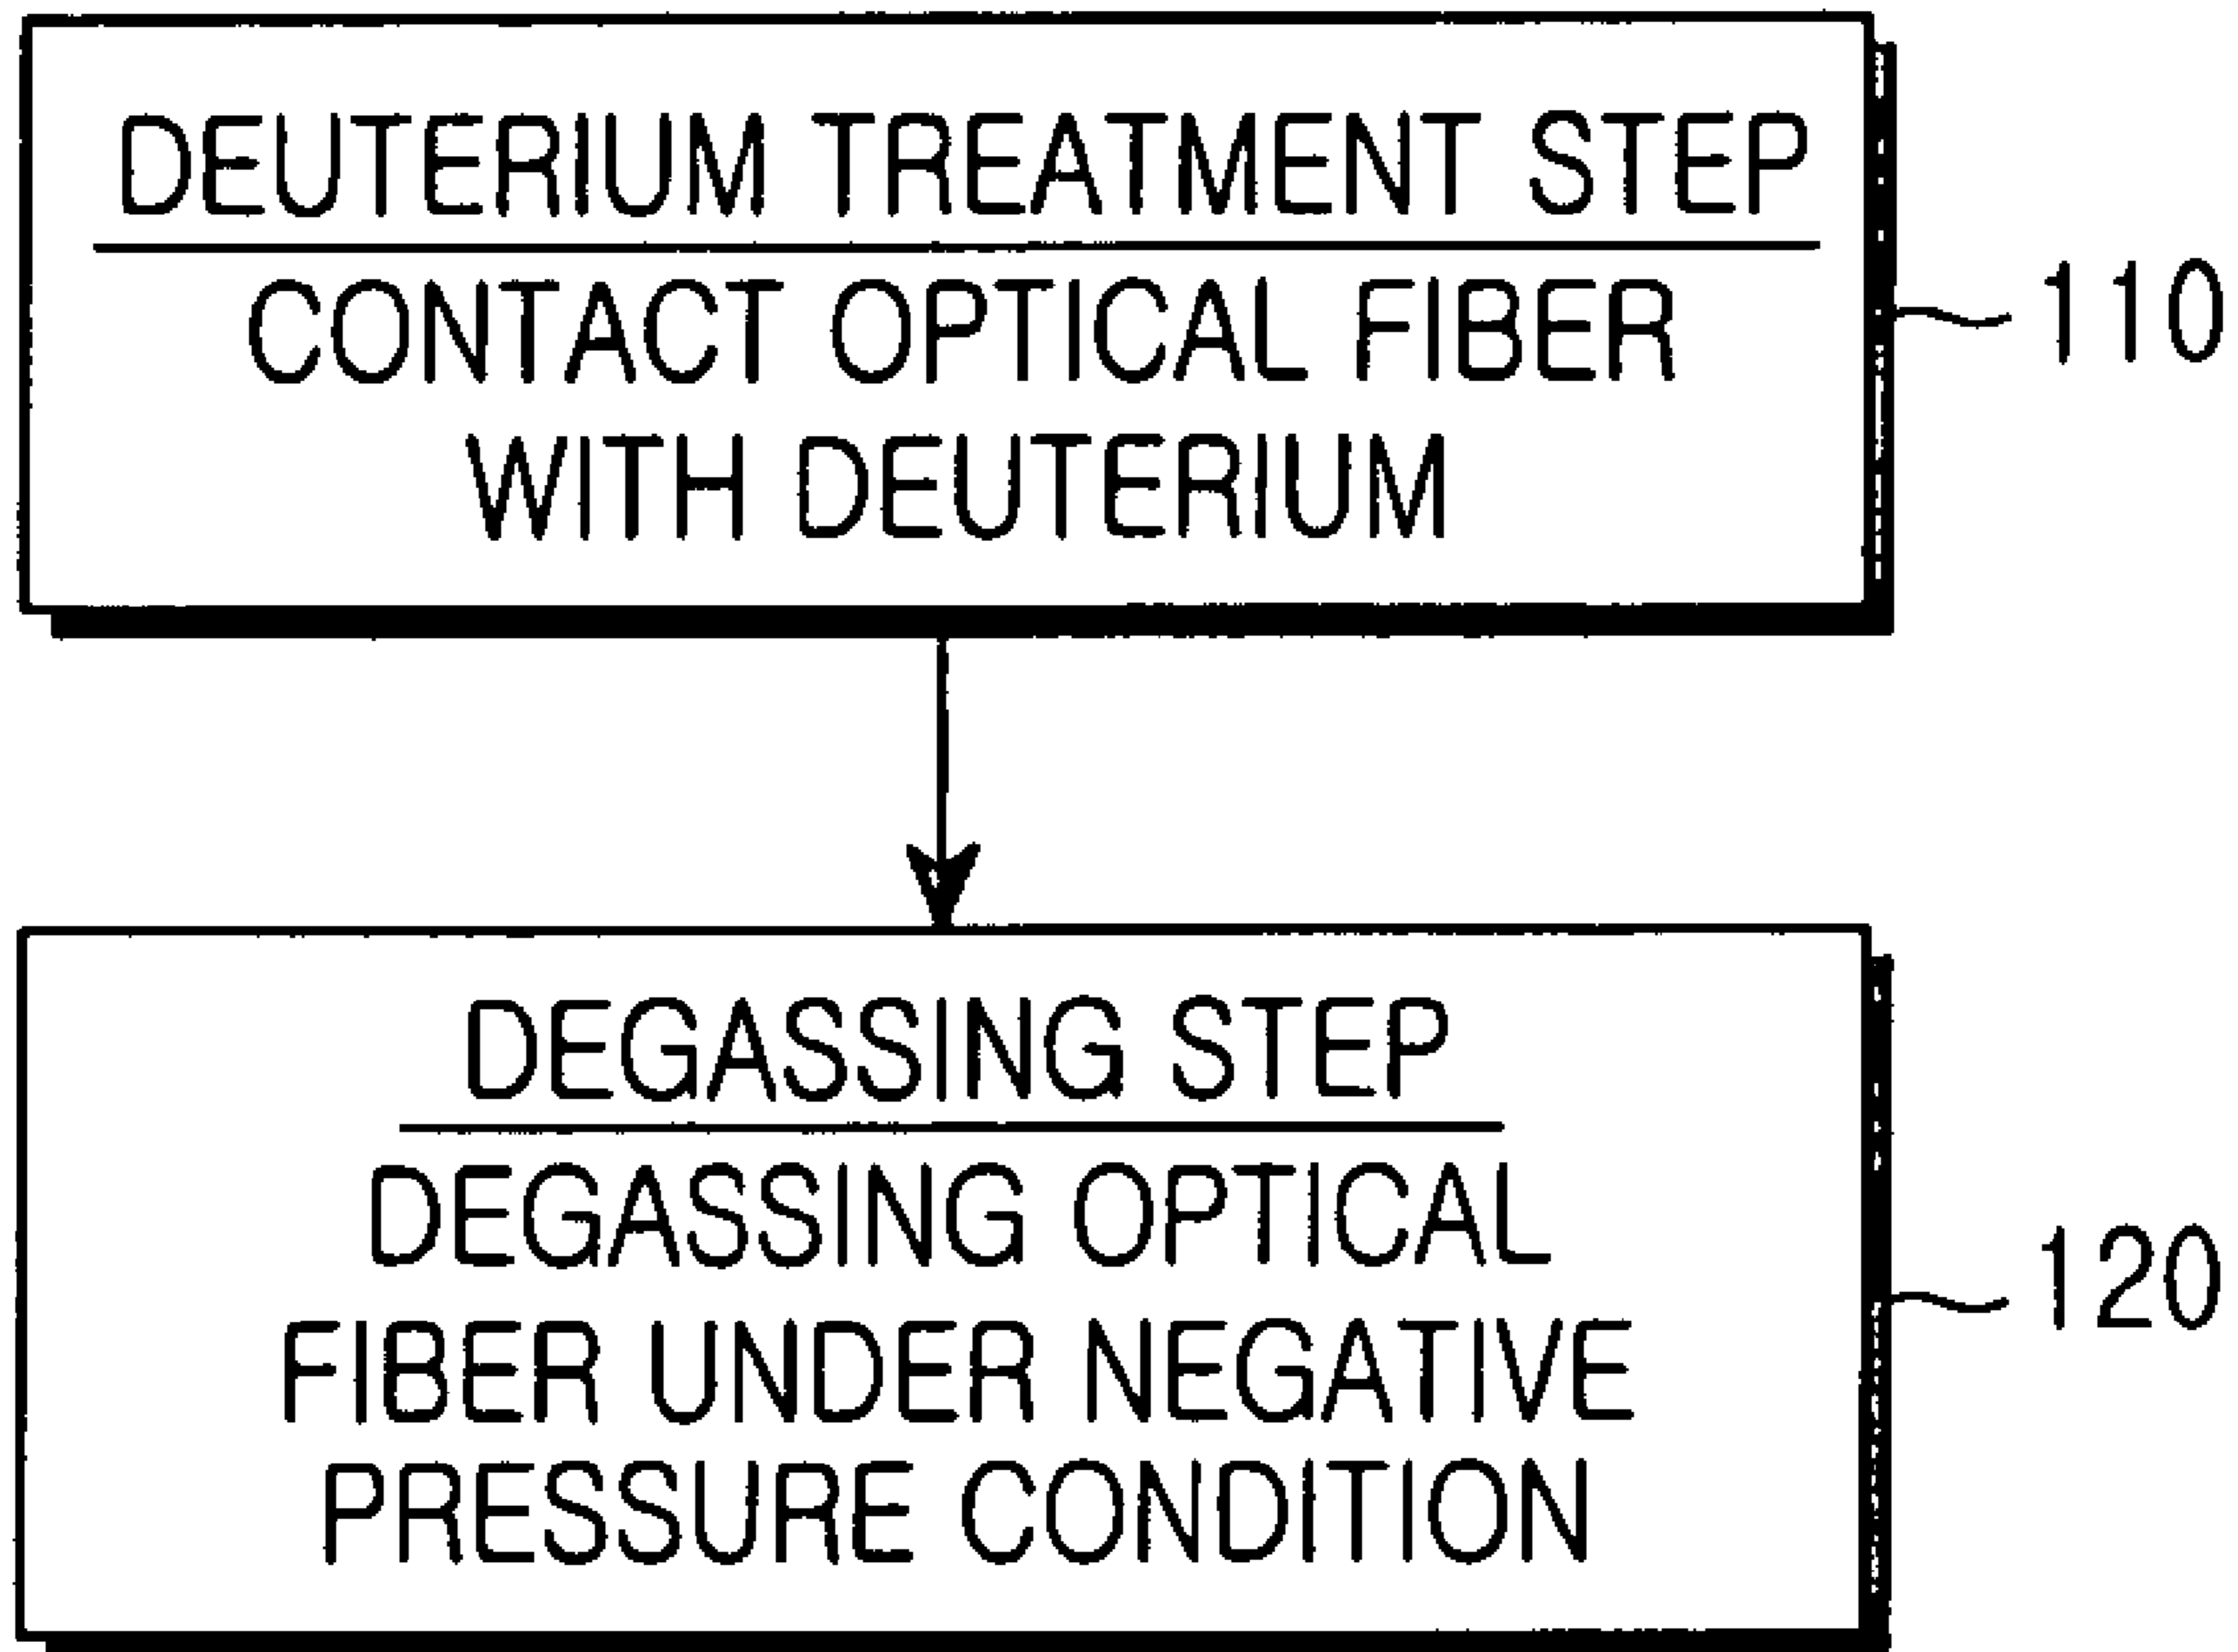 DEUTERIUM TREATMENT STEP
CONTACT OPTICAL FIBER
WITH DEUTERIUM
110
DEGASSING STEP
DEGASSING OPTICAL
FIBER UNDER NEGATIVE
PRESSURE CONDITION
120